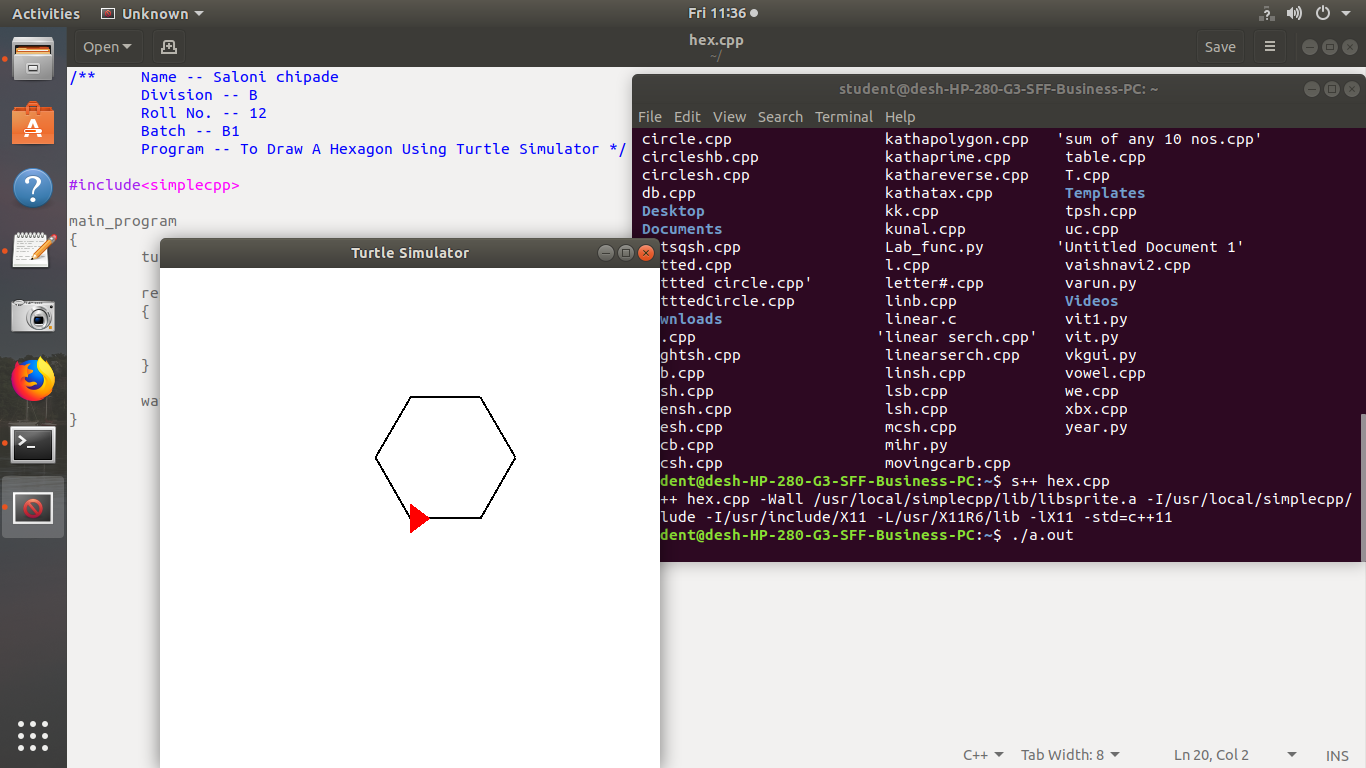 Activities Unknown Fri 11:36
Open hex.cpp Save
~/
/** Name -- Saloni chipade
Division -- B
Roll No. -- 12
Batch -- B1
Program -- To Draw A Hexagon Using Turtle Simulator */
#include<simplecpp>
main_program
{
tu
re
{
}
wa
}
Turtle Simulator
student@desh-HP-280-G3-SFF-Business-PC: ~
File Edit View Search Terminal Help
circle.cpp kathapolygon.cpp 'sum of any 10 nos.cpp'
circleshb.cpp kathaprime.cpp table.cpp
circlesh.cpp kathareverse.cpp T.cpp
db.cpp kathatax.cpp Templates
Desktop kk.cpp tpsh.cpp
Documents kunal.cpp uc.cpp
tsqsh.cpp Lab_func.py 'Untitled Document 1'
tted.cpp l.cpp vaishnavi2.cpp
ttted circle.cpp' letter#.cpp varun.py
tttedCircle.cpp linb.cpp Videos
wnloads linear.c vit1.py
.cpp 'linear serch.cpp' vit.py
ghtsh.cpp linearserch.cpp vkgui.py
b.cpp linsh.cpp vowel.cpp
sh.cpp lsb.cpp we.cpp
ensh.cpp lsh.cpp xbx.cpp
esh.cpp mcsh.cpp year.py
cb.cpp mihr.py
csh.cpp movingcarb.cpp
dent@desh-HP-280-G3-SFF-Business-PC:~$ s++ hex.cpp
++ hex.cpp -Wall /usr/local/simplecpp/lib/libsprite.a -I/usr/local/simplecpp/
lude -I/usr/include/X11 -L/usr/X11R6/lib -lX11 -std=c++11
dent@desh-HP-280-G3-SFF-Business-PC:~$ ./a.out
C++ Tab Width: 8 Ln 20, Col 2 INS